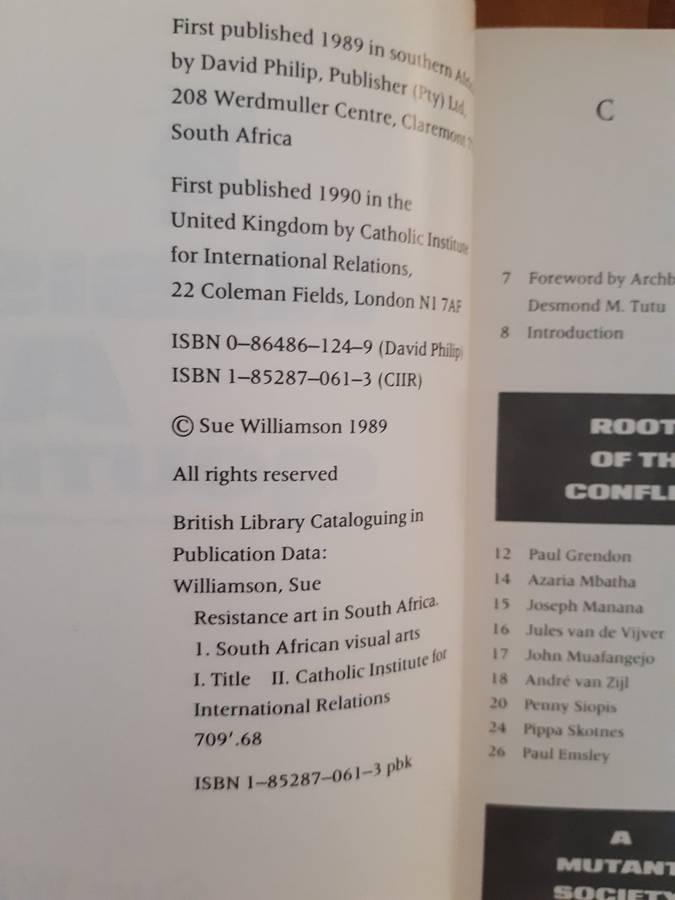 First published 1989 in southern
by David Philip, Publisher (Pty) Ltd,
208 Werdmuller Centre, Claremont
South Africa
First published 1990 in the
United Kingdom by Catholic Institute
for International Relations,
22 Coleman Fields, London N1 7AF
ISBN 0–86486–124–9 (David Philip)
ISBN 1–85287–061–3 (CIIR)
© Sue Williamson 1989
All rights reserved
British Library Cataloguing in
Publication Data:
Williamson, Sue
Resistance art in South Africa.
1. South African visual arts
I. Title II. Catholic Institute for
International Relations
709′.68
ISBN 1–85287–061–3 pbk
C
7 Foreword by Archb
Desmond M. Tutu
8 Introduction
ROOT
OF TH
CONFLI
12 Paul Grendon
14 Azaria Mbatha
15 Joseph Manana
16 Jules van de Vijver
17 John Muafangejo
18 André van Zijl
20 Penny Siopis
24 Pippa Skotnes
26 Paul Emsley
A
MUTANT
SOCIETY